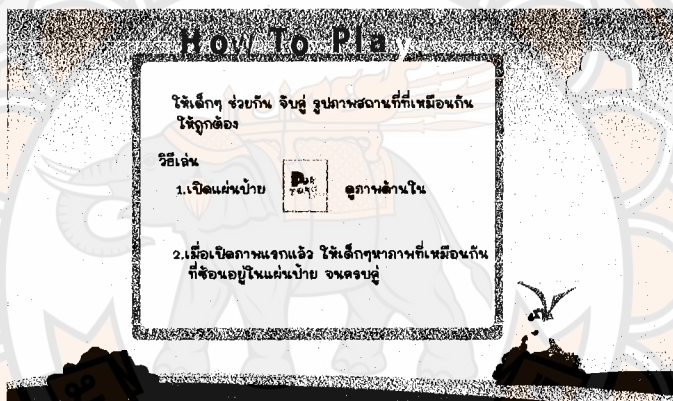 How To Play
ให้เด็กๆ ช่วยกัน จับคู่ รูปภาพสถานที่ที่เหมือนกัน
ให้ถูกต้อง
วิธีเล่น
1.เปิดแผ่นป้าย ดูภาพด้านใน
2.เมื่อเปิดภาพแรกแล้ว ให้เด็กๆหาภาพที่เหมือนกัน
ที่ซ้อนอยู่ในแผ่นป้าย จนครบคู่